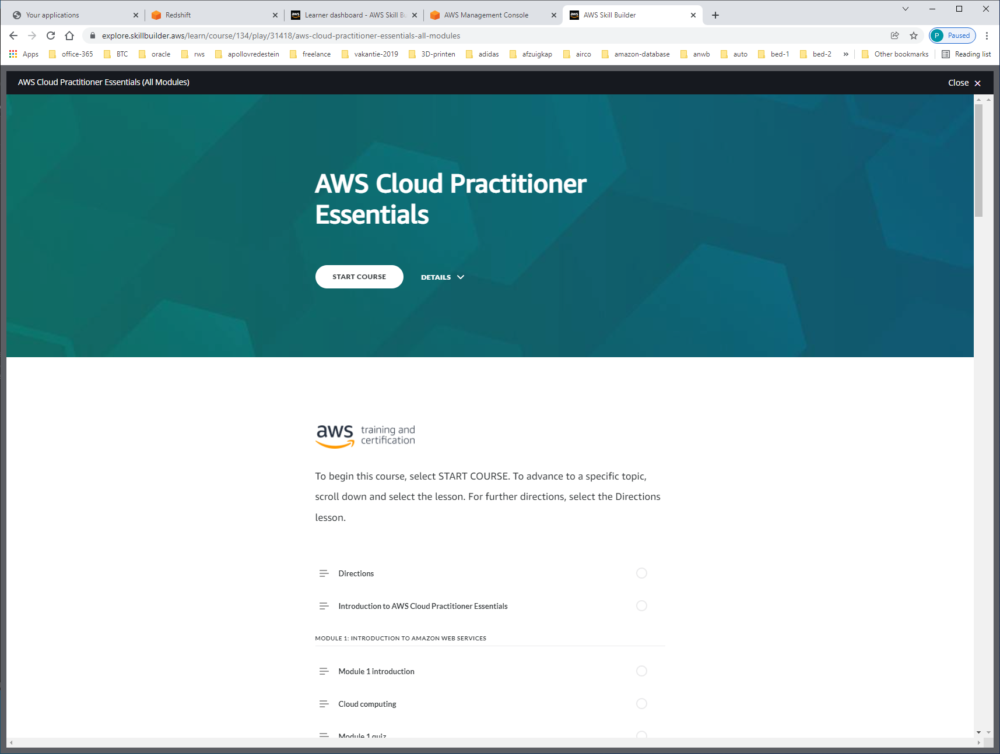 Your applications
Redshift
Learner dashboard - AWS Skill Bu
AWS Management Console
AWS Skill Builder
explore.skillbuilder.aws/learn/course/134/play/31418/aws-cloud-practitioner-essentials-all-modules
P Paused
Apps office-365 BTC oracle rws apollovredestein freelance vakantie-2019 3D-printen adidas afzuigkap airco amazon-database anwb auto bed-1 bed-2 » Other bookmarks Reading list
AWS Cloud Practitioner Essentials (All Modules)
Close
AWS Cloud Practitioner
Essentials
START COURSE
DETAILS
aws training and
certification
To begin this course, select START COURSE. To advance to a specific topic,
scroll down and select the lesson. For further directions, select the Directions
lesson.
Directions
Introduction to AWS Cloud Practitioner Essentials
MODULE 1: INTRODUCTION TO AMAZON WEB SERVICES
Module 1 introduction
Cloud computing
Module 1 quiz